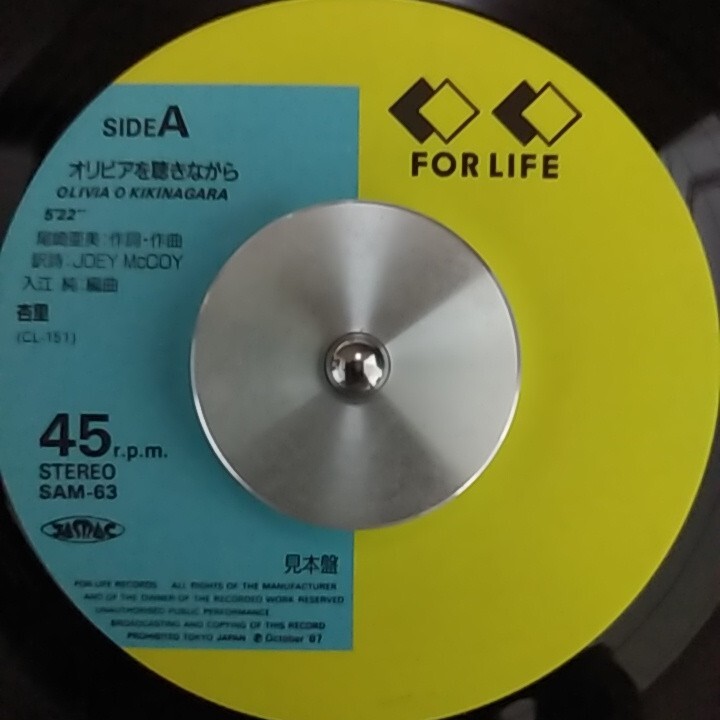 SIDE A
オリビアを聴きながら
OLIVIA O KIKINAGARA
5'22"
尾崎亜美:作詞・作曲
訳詩:JOEY McCOY
入江 純:編曲
杏里
(CL-151)
45 r.p.m.
STEREO
SAM-63
JASRAC
見本盤
FOR LIFE RECORDS ALL RIGHTS OF THE MANUFACTURER
AND OF THE OWNER OF THE RECORDED WORK RESERVED
UNAUTHORISED PUBLIC PERFORMANCE
BROADCASTING AND COPYING OF THIS RECORD
PROHIBITED TOKYO JAPAN Ⓟ October '87
FOR LIFE